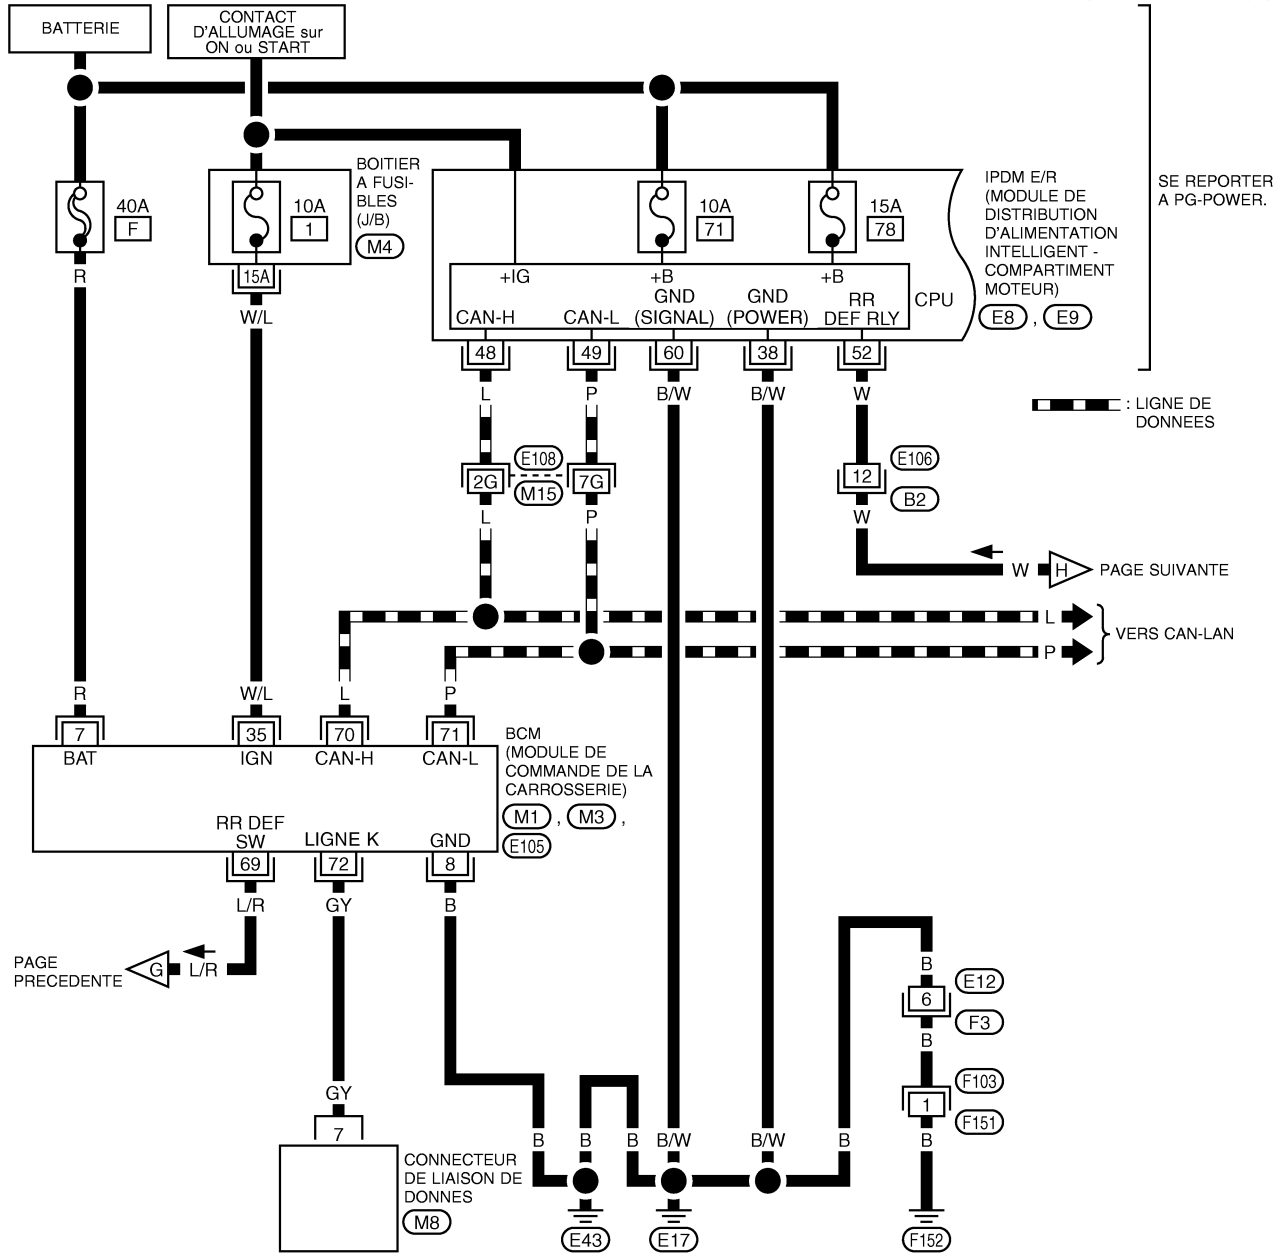 BATTERIE
CONTACT
D'ALLUMAGE sur
ON ou START
40A
F
R
BOITIER
A FUSI-
BLES
(J/B)
M4
10A
1
15A
W/L
10A
71
15A
78
+IG
+B
+B
CPU
CAN-H
CAN-L
GND
(SIGNAL)
GND
(POWER)
RR
DEF RLY
IPDM E/R
(MODULE DE
DISTRIBUTION
D'ALIMENTATION
INTELLIGENT -
COMPARTIMENT
MOTEUR)
E8 , E9
SE REPORTER
A PG-POWER.
48
49
60
38
52
L
P
B/W
B/W
W
: LIGNE DE
DONNEES
2G
E108
M15
7G
12
E106
B2
L
P
W
W
H
PAGE SUIVANTE
L
P
VERS CAN-LAN
R
W/L
L
P
7
35
70
71
BAT
IGN
CAN-H
CAN-L
BCM
(MODULE DE
COMMANDE DE LA
CARROSSERIE)
M1 , M3 ,
E105
RR DEF
SW
LIGNE K
GND
69
72
8
L/R
GY
B
PAGE
PRECEDENTE
G
L/R
B
6
E12
F3
B
F103
1
F151
B
GY
7
CONNECTEUR
DE LIAISON DE
DONNES
M8
B
B
B
B/W
B/W
B
E43
E17
F152